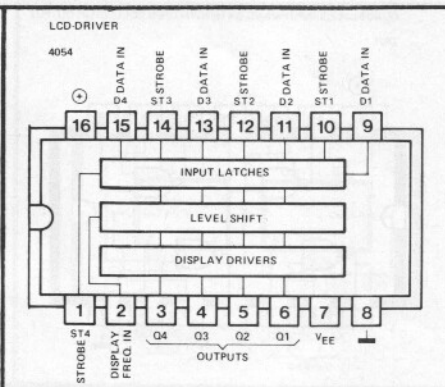 LCD-DRIVER
4054
⊕
DATA IN
D4
STROBE
ST3
DATA IN
D3
STROBE
ST2
DATA IN
D2
STROBE
ST1
DATA IN
D1
16 15 14 13 12 11 10 9
INPUT LATCHES
LEVEL SHIFT
DISPLAY DRIVERS
1 2 3 4 5 6 7 8
ST4
STROBE
DISPLAY
FREQ. IN
Q4 Q3 Q2 Q1
OUTPUTS
VEE